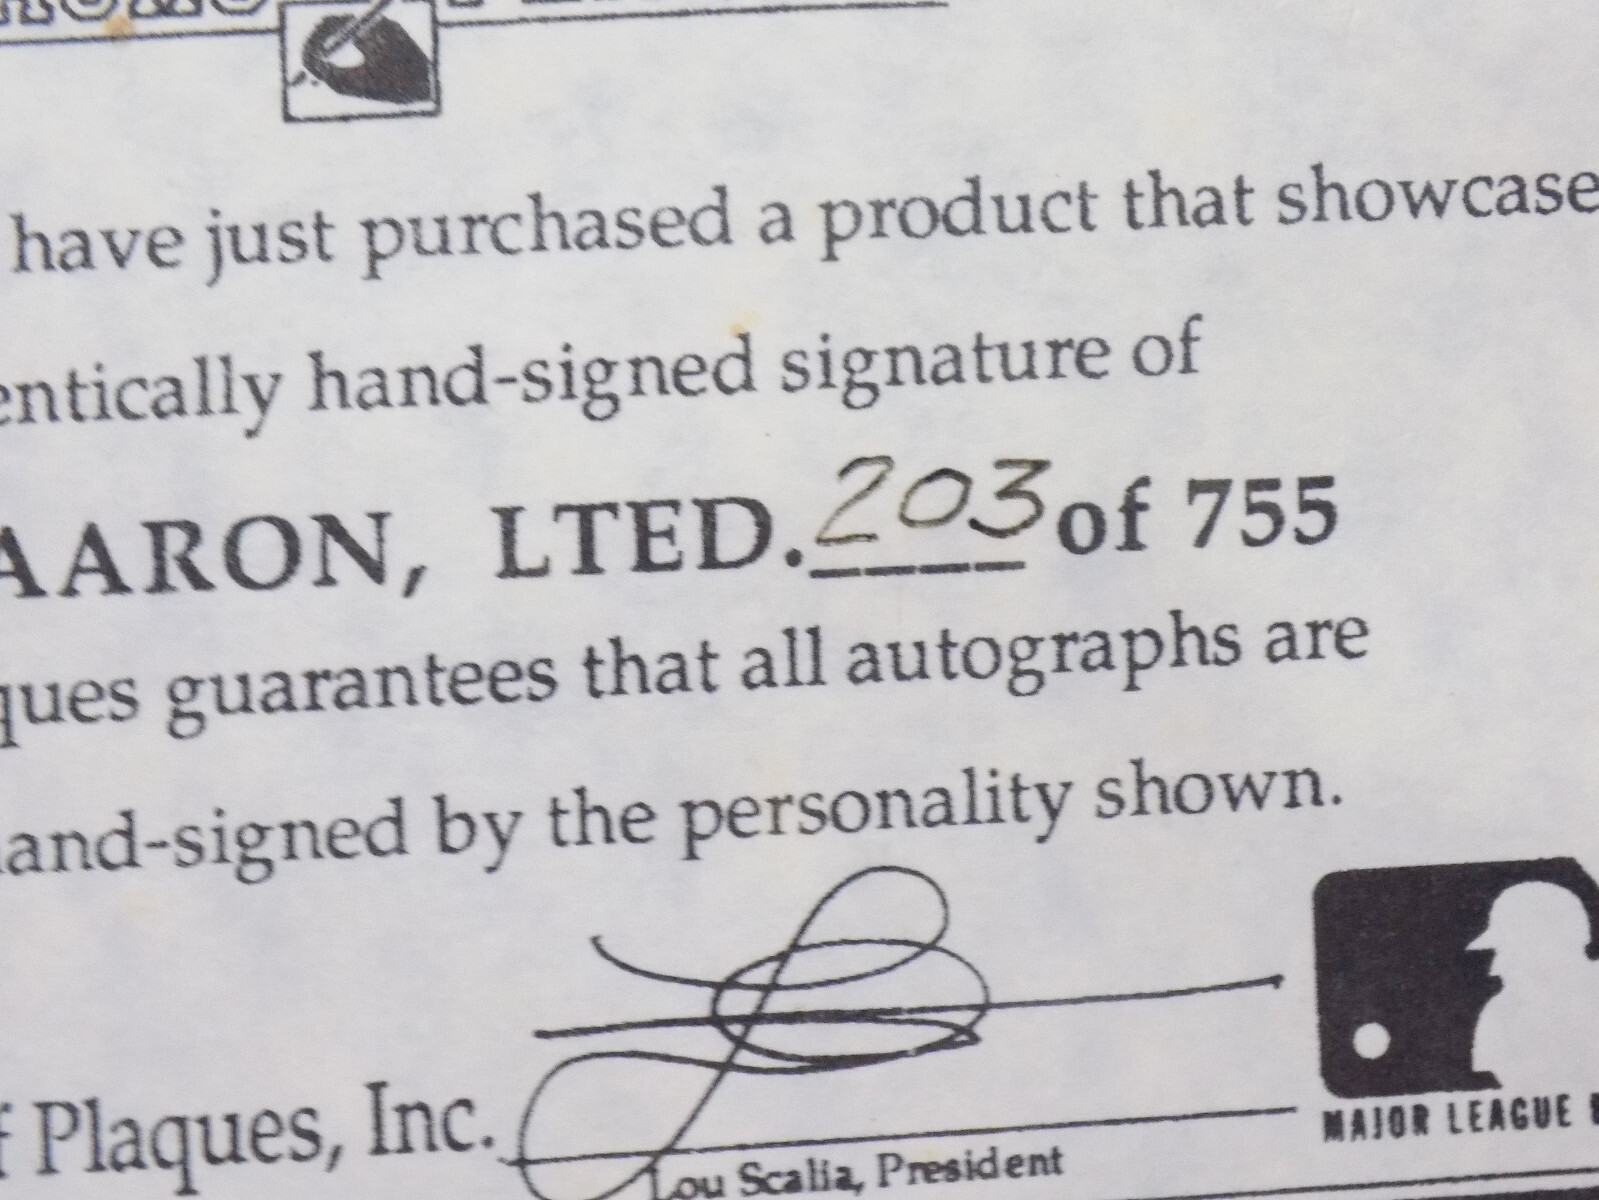 have just purchased a product that showcase
entically hand-signed signature of
AARON, LTED. 203 of 755
ques guarantees that all autographs are
hand-signed by the personality shown.
f Plaques, Inc.
Lou Scalia, President
MAJOR LEAGUE